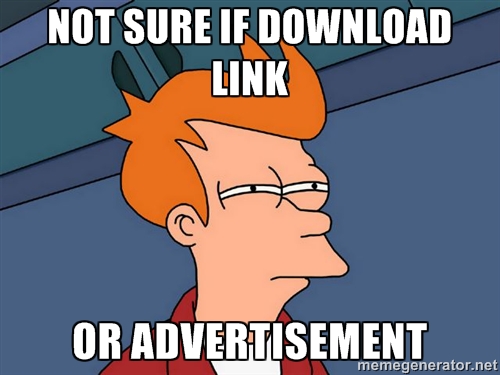 NOT SURE IF DOWNLOAD
LINK
OR ADVERTISEMENT
memegenerator.net